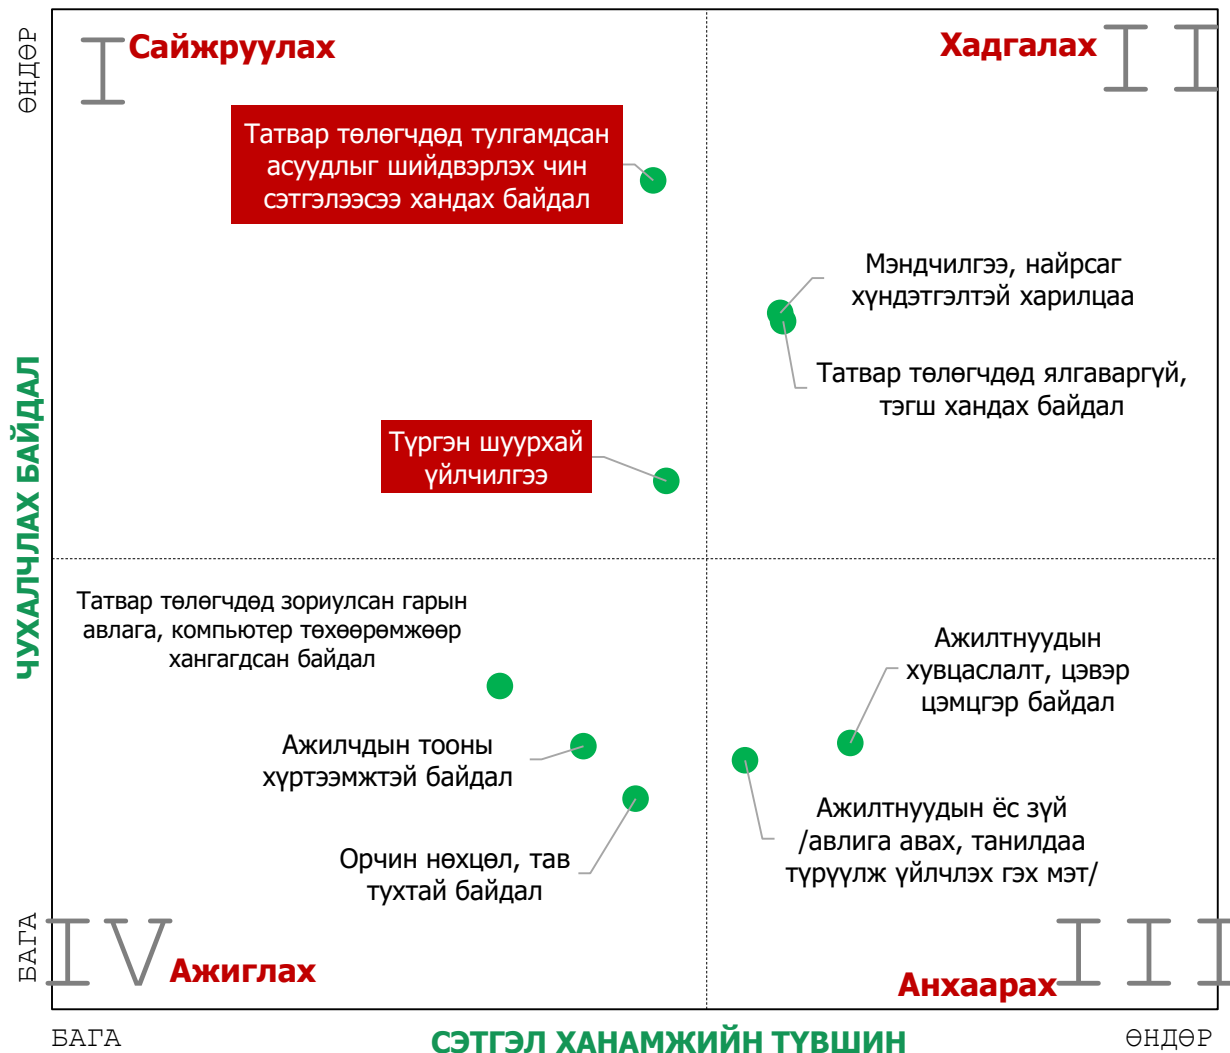 ӨНДӨР
I Сайжруулах
Хадгалах II
Татвар төлөгчдөд тулгамдсан
асуудлыг шийдвэрлэх чин
сэтгэлээсээ хандах байдал
Мэндчилгээ, найрсаг
хүндэтгэлтэй харилцаа
Татвар төлөгчдөд ялгаваргүй,
тэгш хандах байдал
Түргэн шуурхай
үйлчилгээ
ЧУХАЛЧЛАХ БАЙДАЛ
Татвар төлөгчдөд зориулсан гарын
авлага, компьютер төхөөрөмжөөр
хангагдсан байдал
Ажилтнуудын
хувцаслалт, цэвэр
цэмцгэр байдал
Ажилчдын тооны
хүртээмжтэй байдал
Ажилтнуудын ёс зүй
/авлига авах, танилдаа
түрүүлж үйлчлэх гэх мэт/
Орчин нөхцөл, тав
тухтай байдал
БАГА
IV Ажиглах
Анхаарах III
БАГА
СЭТГЭЛ ХАНАМЖИЙН ТҮВШИН
ӨНДӨР